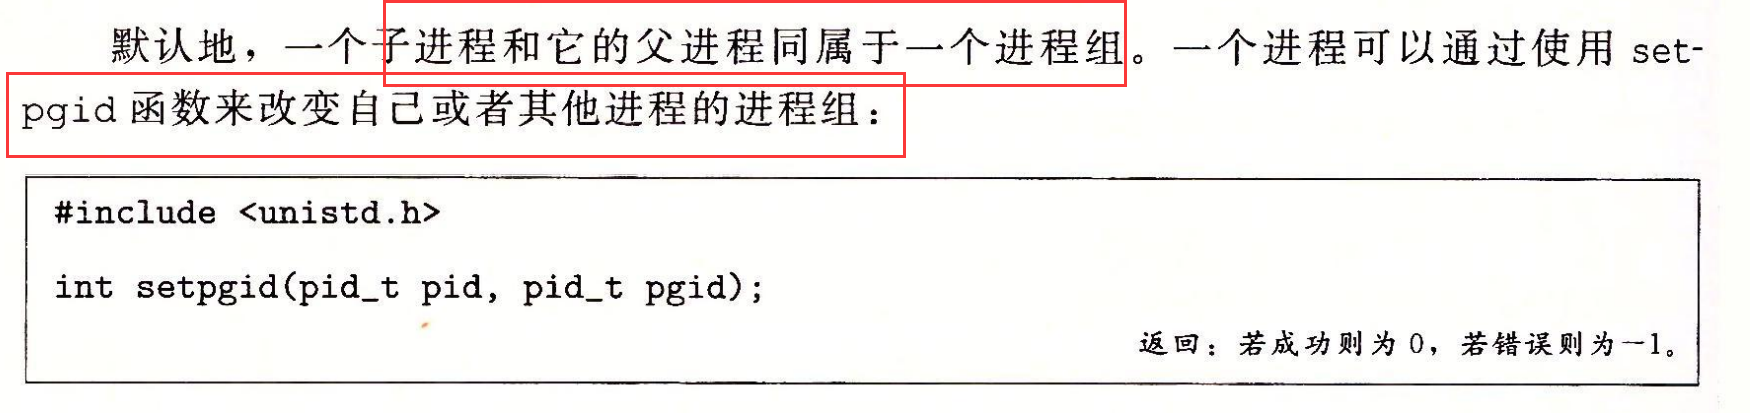 默认地，一个子进程和它的父进程同属于一个进程组。一个进程可以通过使用 set-
pgid 函数来改变自己或者其他进程的进程组：
#include <unistd.h>
int setpgid(pid_t pid, pid_t pgid);
返回：若成功则为 0，若错误则为－1。